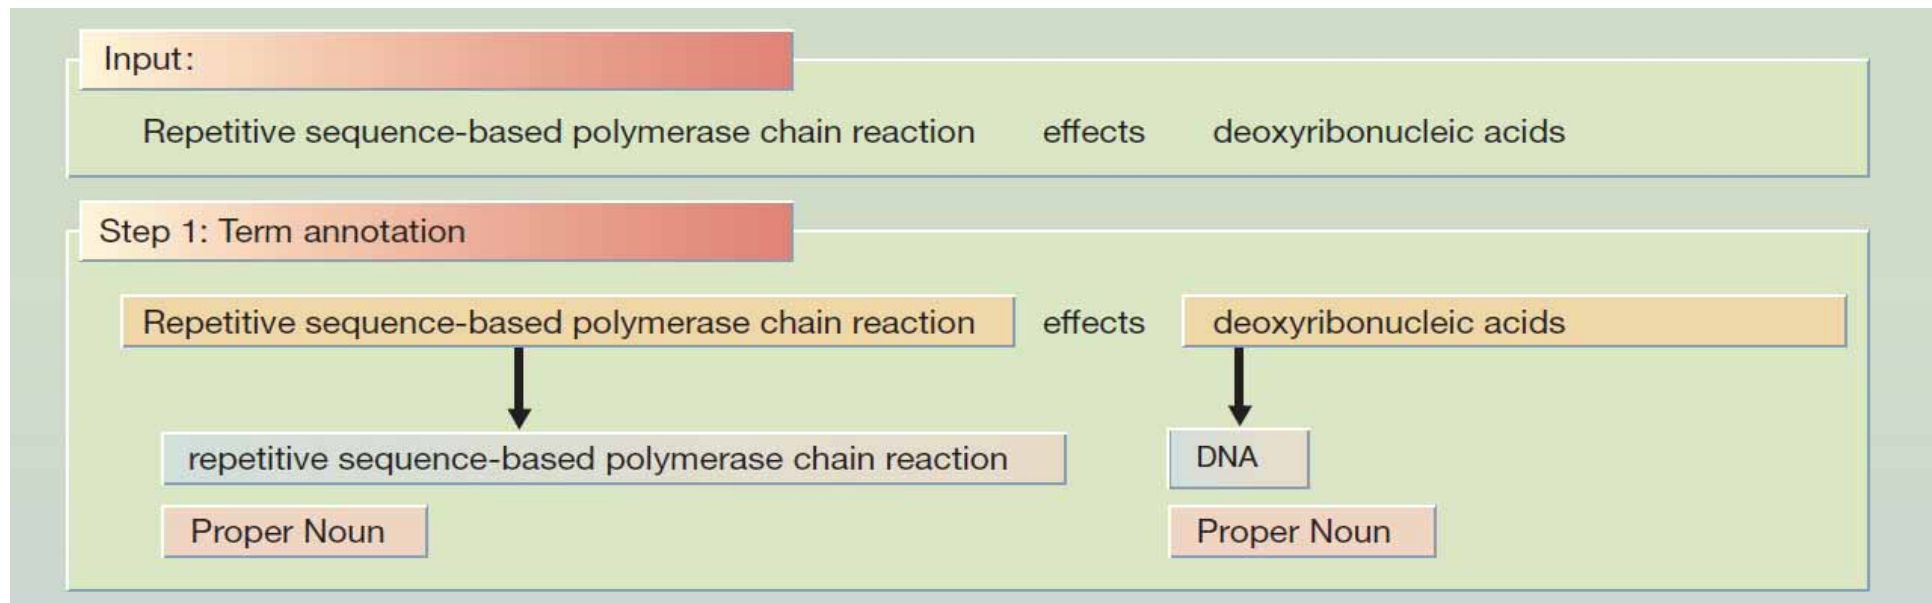 Input:
Repetitive sequence-based polymerase chain reaction effects deoxyribonucleic acids
Step 1: Term annotation
Repetitive sequence-based polymerase chain reaction effects deoxyribonucleic acids
repetitive sequence-based polymerase chain reaction DNA
Proper Noun Proper Noun